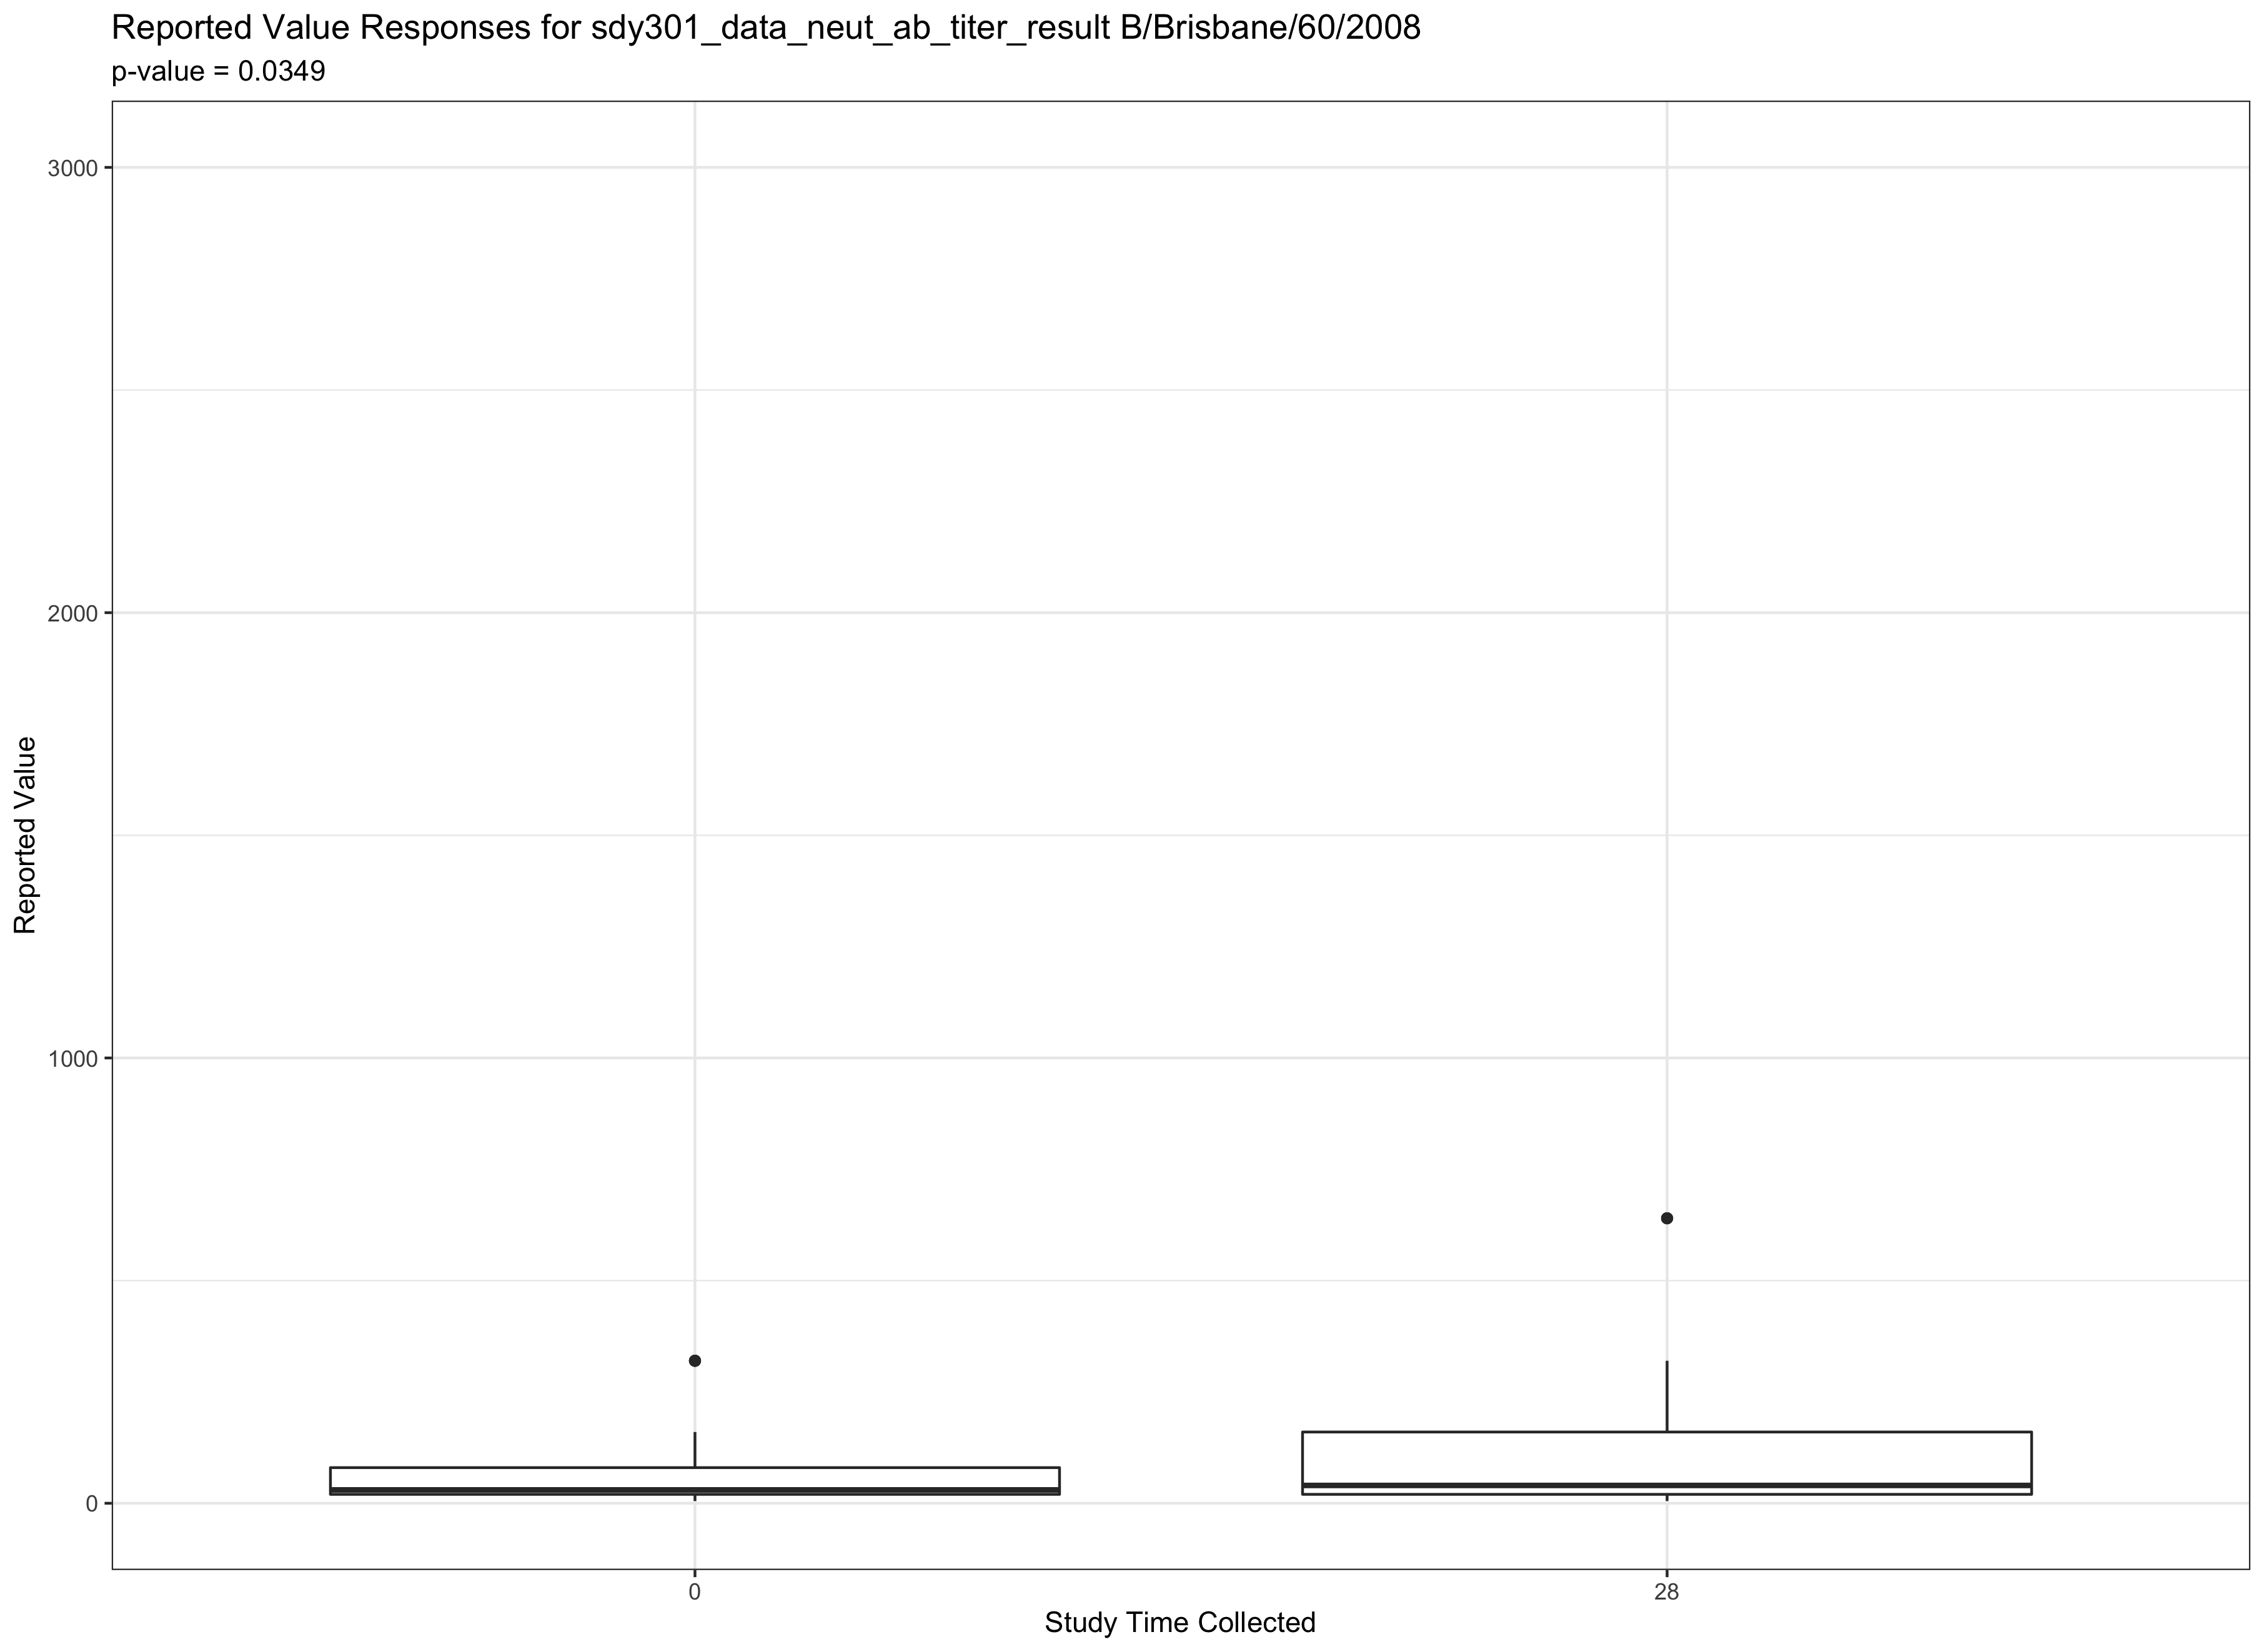 Reported Value Responses for sdy301_data_neut_ab_titer_result B/Brisbane/60/2008
p-value = 0.0349
Reported Value
3000
2000
1000
0
0 28
Study Time Collected